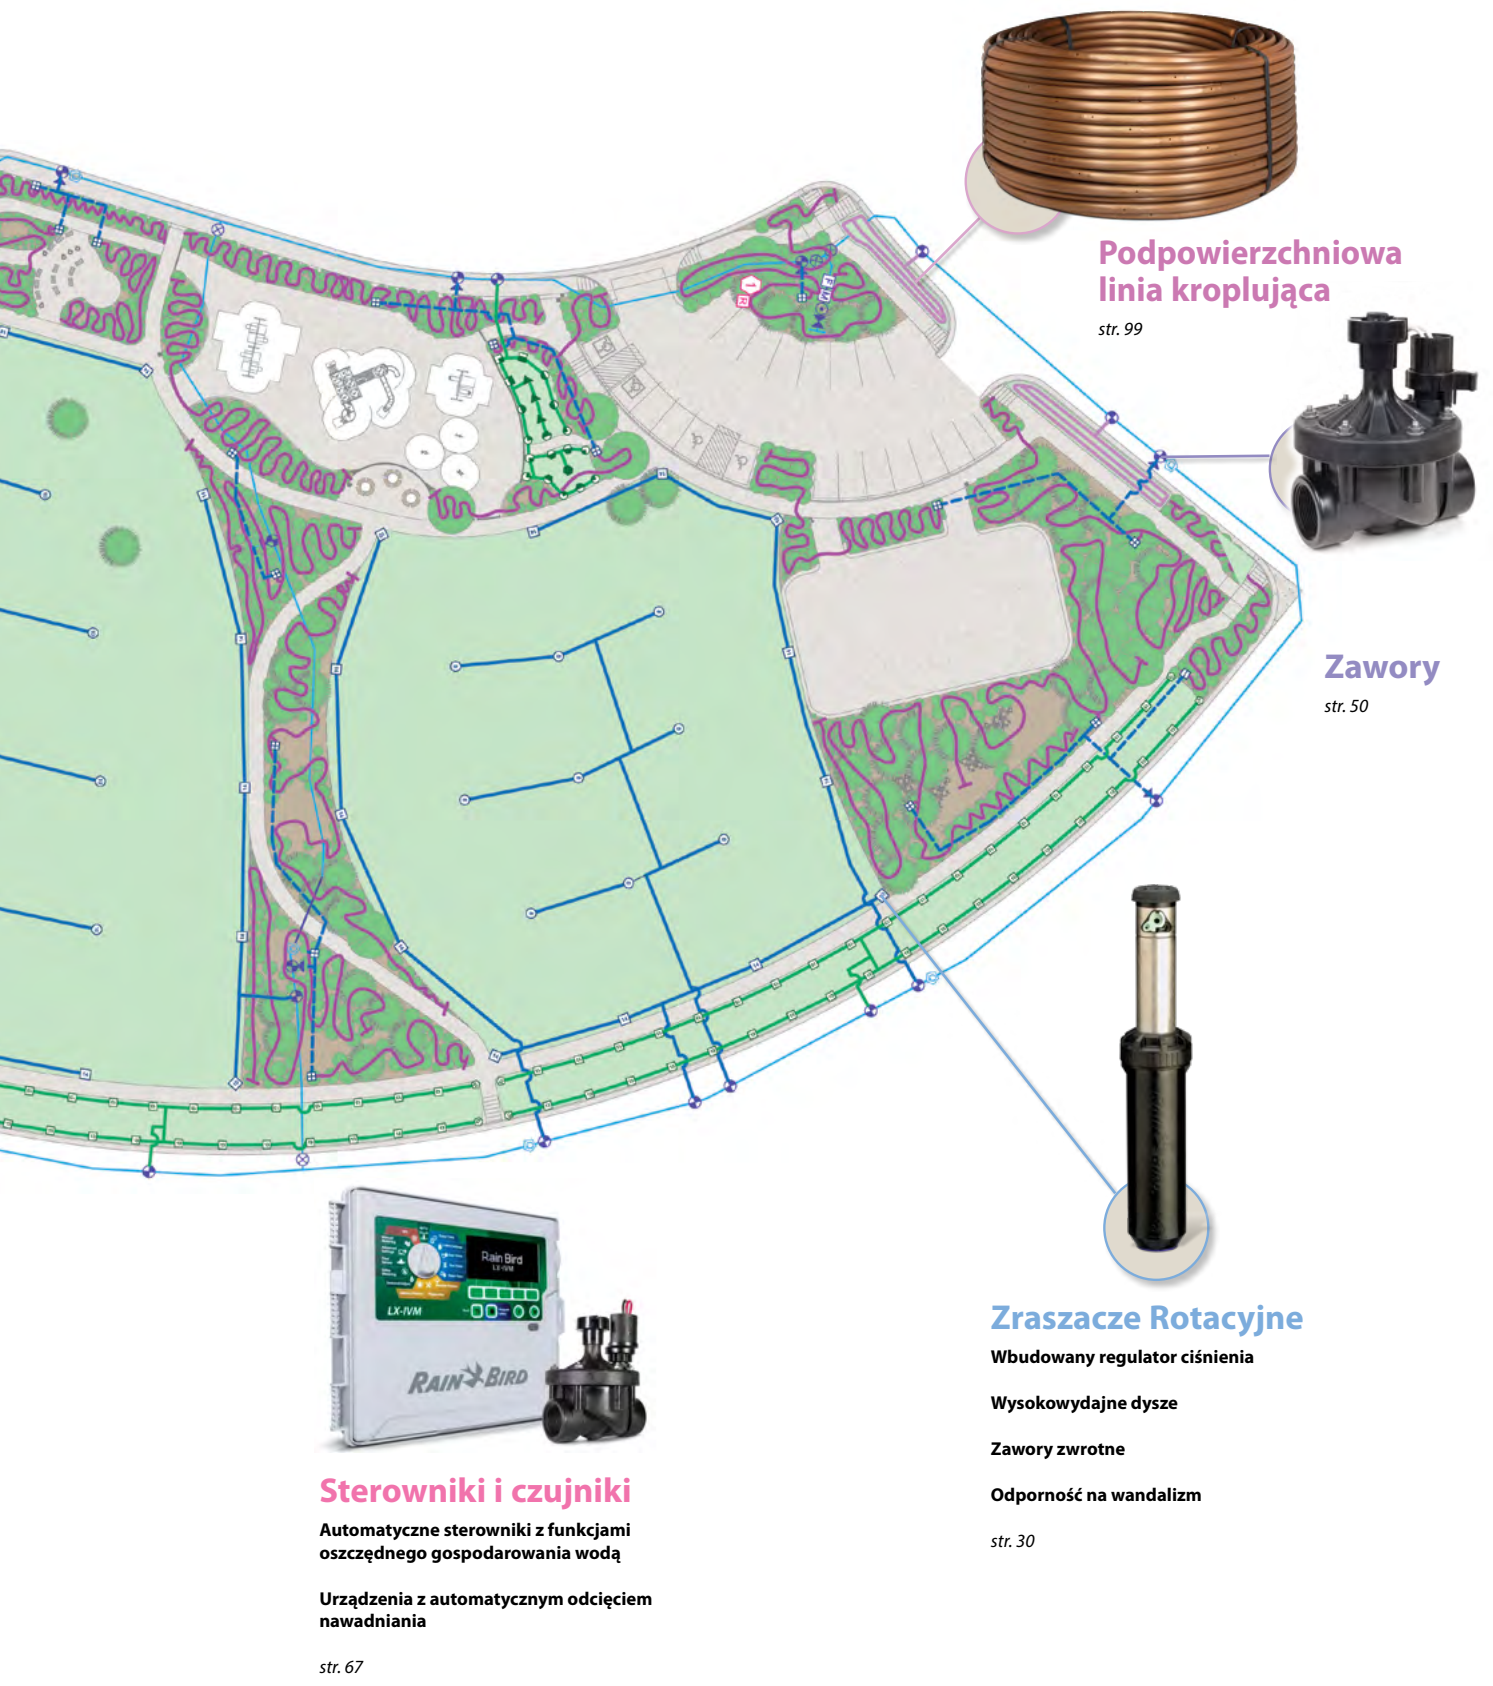 Podpowierzchniowa
linia kroplująca
str. 99
Zawory
str. 50
Rain Bird
LX-IVM
LX-IVM
RAIN BIRD
Zraszacze Rotacyjne
Wbudowany regulator ciśnienia
Wysokowydajne dysze
Zawory zwrotne
Odporność na wandalizm
str. 30
Sterowniki i czujniki
Automatyczne sterowniki z funkcjami
oszczędnego gospodarowania wodą
Urządzenia z automatycznym odcięciem
nawadniania
str. 67